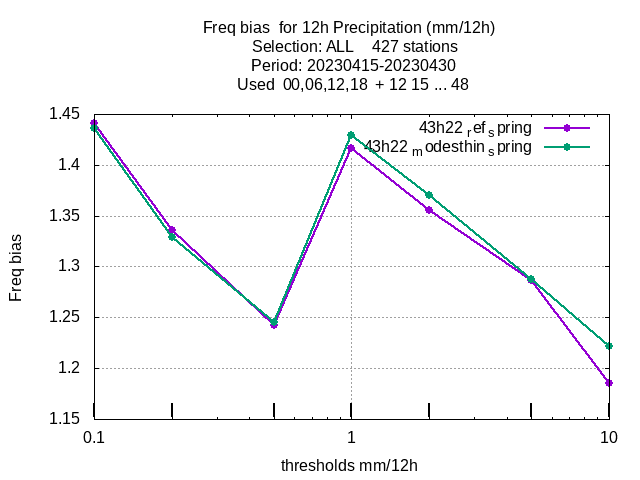 Freq bias for 12h Precipitation (mm/12h)
Selection: ALL 427 stations
Period: 20230415-20230430
Used 00,06,12,18 + 12 15 ... 48
1.45
43h22 ref spring
43h22 modesthin spring
1.4
1.35
1.3
1.25
1.2
1.15
Freq bias
0.1 1 10
thresholds mm/12h